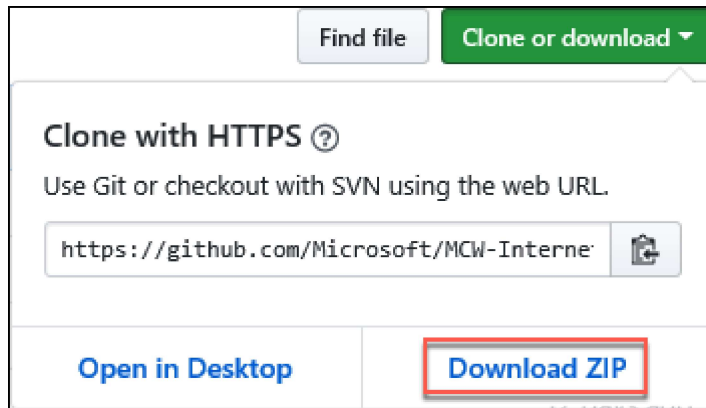 Find file
Clone or download
Clone with HTTPS
Use Git or checkout with SVN using the web URL.
https://github.com/Microsoft/MCW-Interne
Open in Desktop
Download ZIP